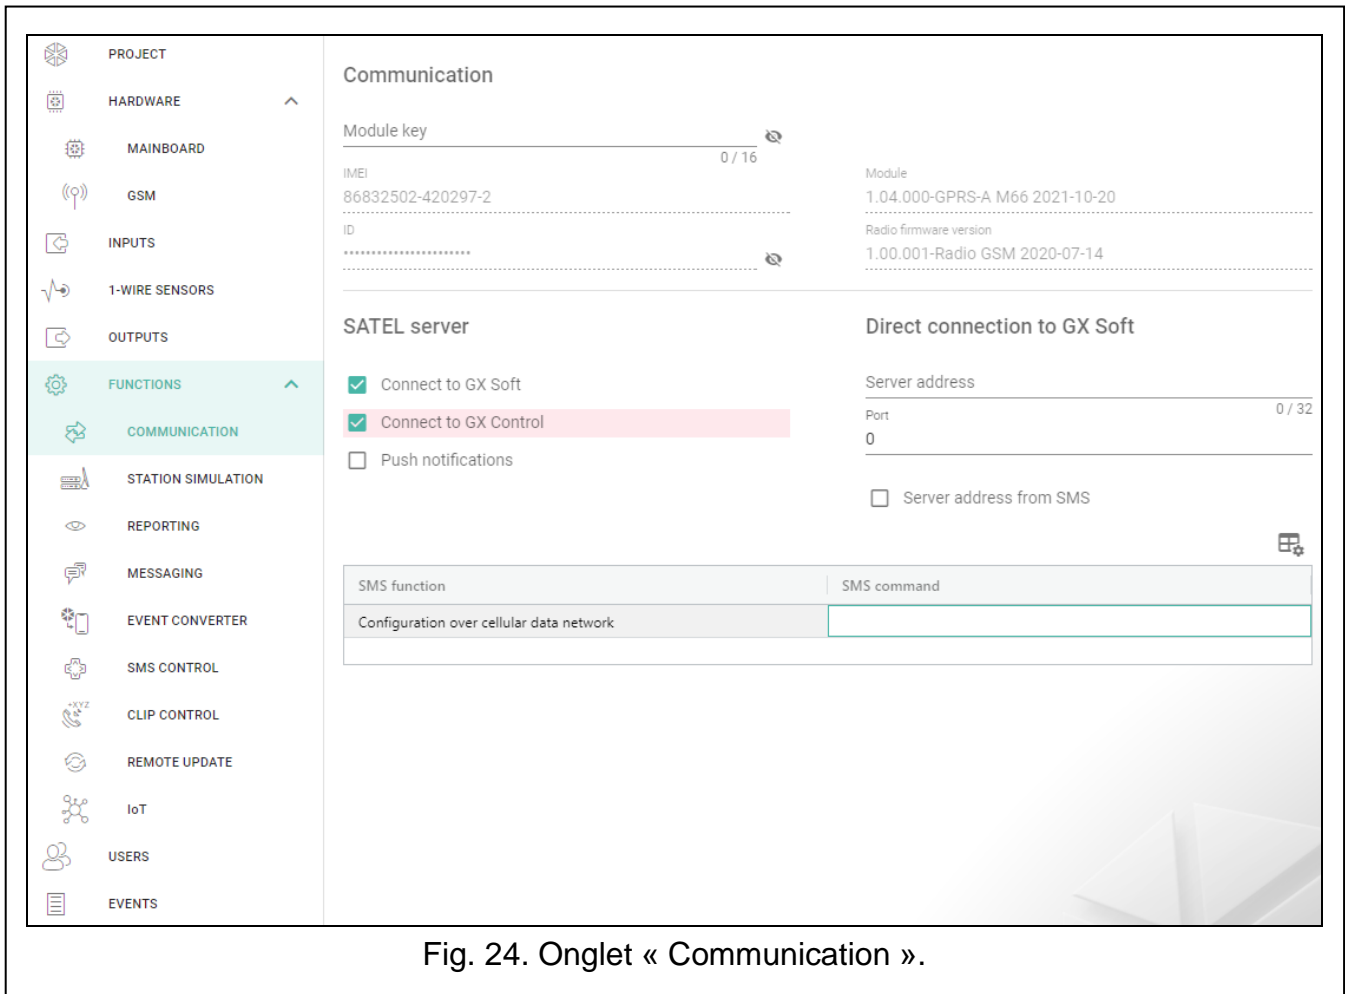 PROJECT
HARDWARE
MAINBOARD
GSM
INPUTS
1-WIRE SENSORS
OUTPUTS
FUNCTIONS
COMMUNICATION
STATION SIMULATION
REPORTING
MESSAGING
EVENT CONVERTER
SMS CONTROL
+XYZ
CLIP CONTROL
REMOTE UPDATE
IoT
USERS
EVENTS
Communication
Module key
0 / 16
IMEI
86832502-420297-2
Module
1.04.000-GPRS-A M66 2021-10-20
ID
•••••••••••••••••••••••
Radio firmware version
1.00.001-Radio GSM 2020-07-14
SATEL server
Connect to GX Soft
Connect to GX Control
Push notifications
Direct connection to GX Soft
Server address
0 / 32
Port
0
Server address from SMS
SMS function SMS command
Configuration over cellular data network
Fig. 24. Onglet « Communication ».